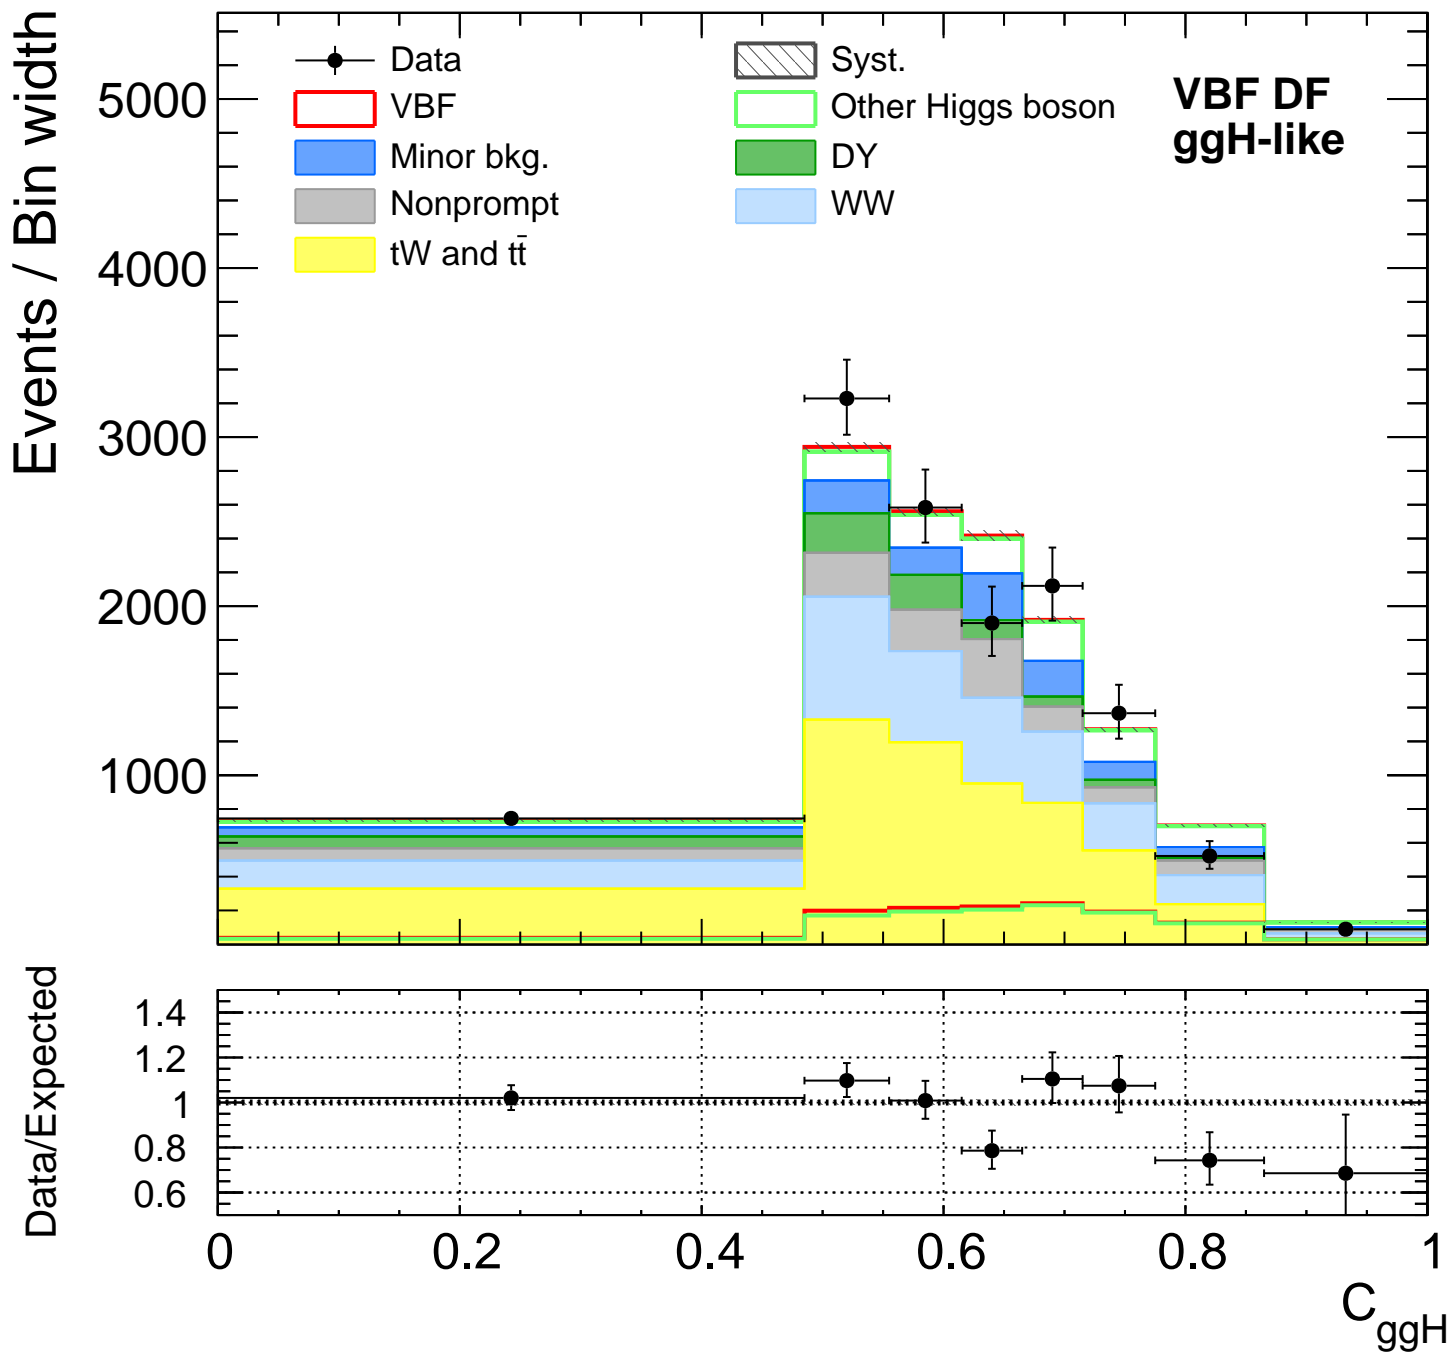 Events / Bin width
5000
4000
3000
2000
1000
Data
VBF
Minor bkg.
Nonprompt
tW and tt̄
Syst.
Other Higgs boson
DY
WW
VBF DF
ggH-like
Data/Expected
1.4
1.2
1
0.8
0.6
0 0.2 0.4 0.6 0.8 1
C_ggH